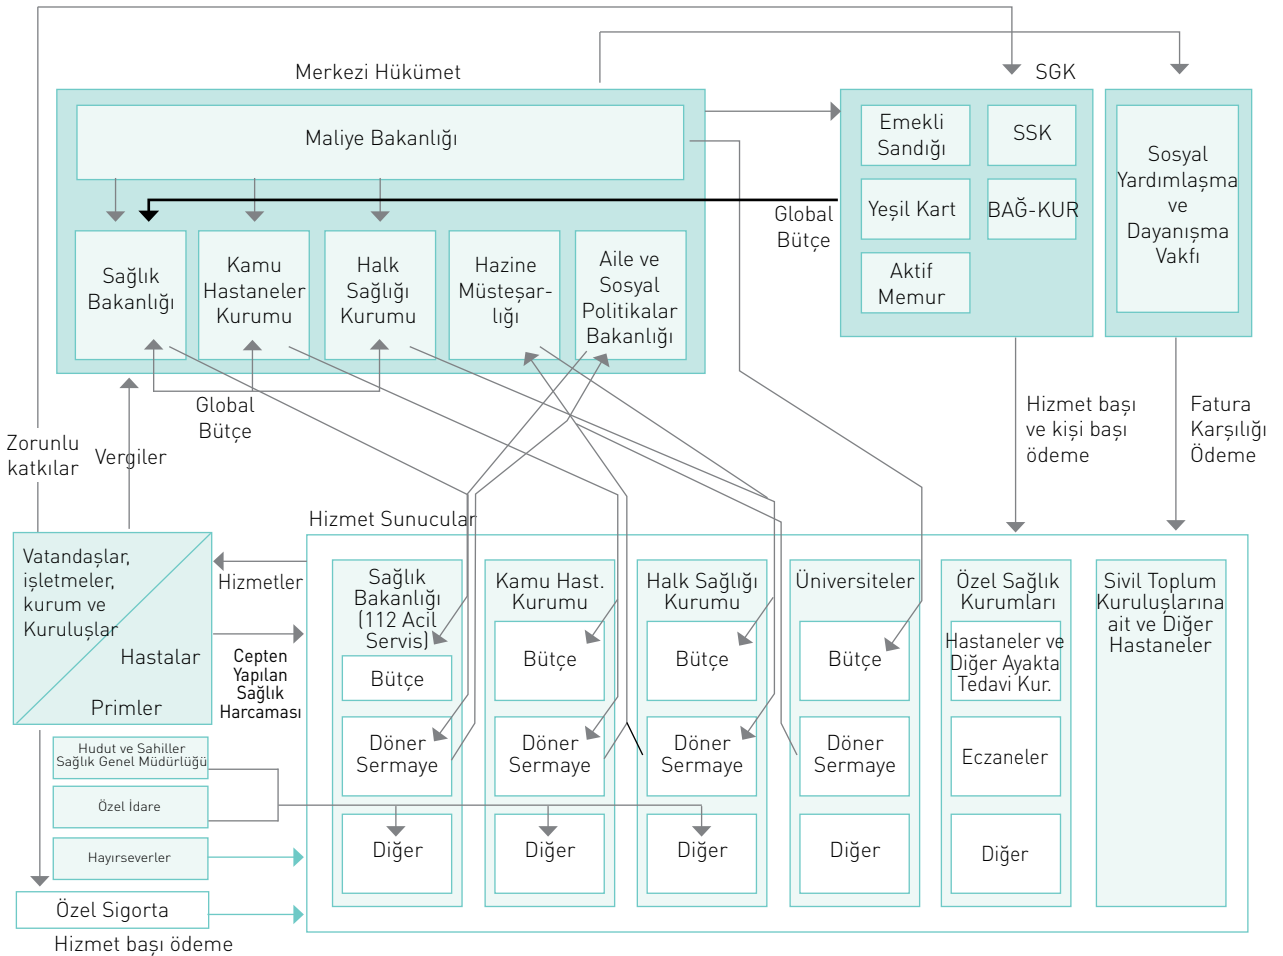 Merkezi Hükümet
Maliye Bakanlığı
Sağlık
Bakanlığı
Kamu
Hastaneler
Kurumu
Halk
Sağlığı
Kurumu
Hazine
Müsteşar-
lığı
Aile ve
Sosyal
Politikalar
Bakanlığı
Global
Bütçe
SGK
Emekli
Sandığı
SSK
Yeşil Kart
BAĞ-KUR
Aktif
Memur
Sosyal
Yardımlaşma
ve
Dayanışma
Vakfı
Global
Bütçe
Zorunlu
katkılar
Vergiler
Hizmet başı
ve kişi başı
ödeme
Fatura
Karşılığı
Ödeme
Vatandaşlar,
işletmeler,
kurum ve
Kuruluşlar
Hastalar
Primler
Hizmetler
Cepten
Yapılan
Sağlık
Harcaması
Hudut ve Sahiller
Sağlık Genel Müdürlüğü
Özel İdare
Hayırseverler
Özel Sigorta
Hizmet başı ödeme
Hizmet Sunucular
Sağlık
Bakanlığı
(112 Acil
Servis)
Bütçe
Döner
Sermaye
Diğer
Kamu Hast.
Kurumu
Bütçe
Döner
Sermaye
Diğer
Halk Sağlığı
Kurumu
Bütçe
Döner
Sermaye
Diğer
Üniversiteler
Bütçe
Döner
Sermaye
Diğer
Özel Sağlık
Kurumları
Hastaneler ve
Diğer Ayakta
Tedavi Kur.
Eczaneler
Diğer
Sivil Toplum
Kuruluşlarına
ait ve Diğer
Hastaneler